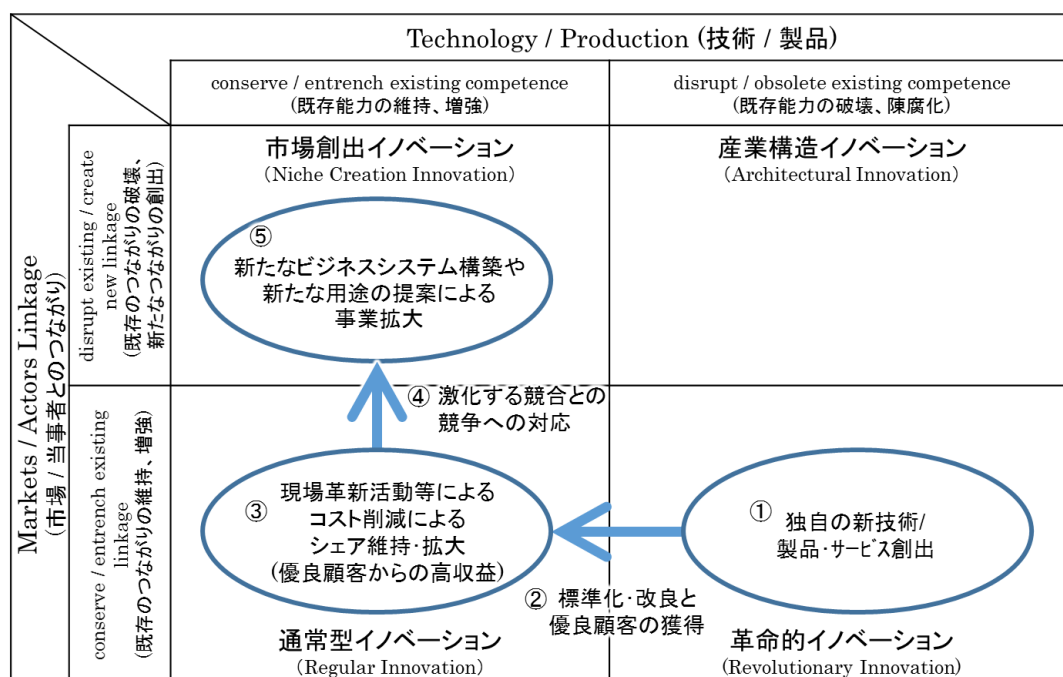 Technology / Production (技術 / 製品)
conserve / entrench existing competence
(既存能力の維持、増強)
disrupt / obsolete existing competence
(既存能力の破壊、陳腐化)
Markets / Actors Linkage
(市場 / 当事者とのつながり)
disrupt existing / create
new linkage
(既存のつながりの破壊、
新たなつながりの創出)
市場創出イノベーション
(Niche Creation Innovation)
⑤
新たなビジネスシステム構築や
新たな用途の提案による
事業拡大
産業構造イノベーション
(Architectural Innovation)
④ 激化する競合との
競争への対応
conserve / entrench existing
linkage
(既存のつながりの維持、増強)
③ 現場革新活動等による
コスト削減による
シェア維持・拡大
(優良顧客からの高収益)
通常型イノベーション
(Regular Innovation)
② 標準化・改良と
優良顧客の獲得
① 独自の新技術/
製品・サービス創出
革命的イノベーション
(Revolutionary Innovation)